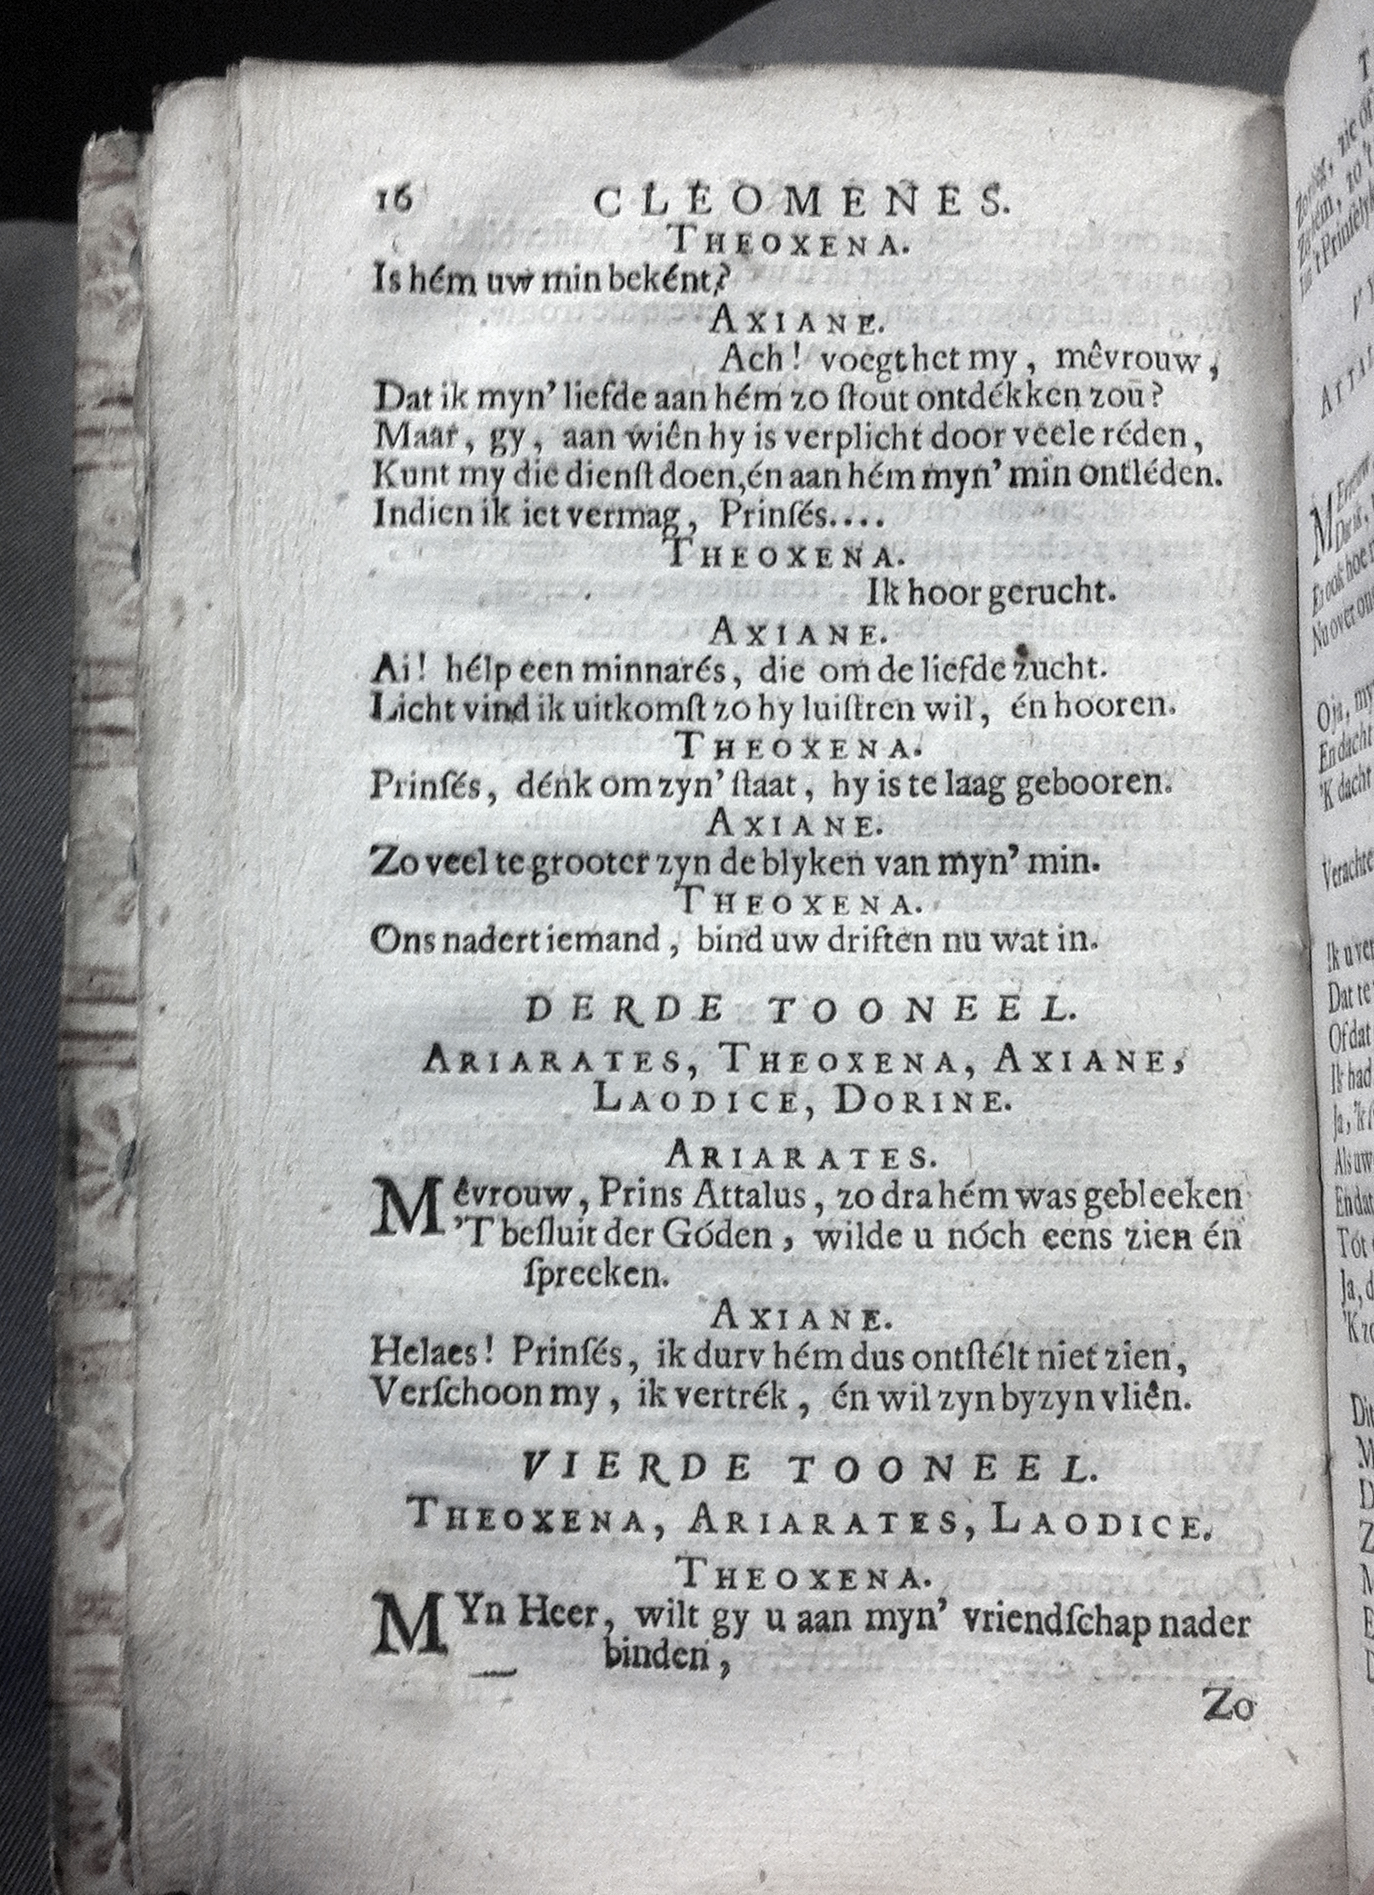 16 CLEOMENES.
THEOXENA.
Is hém uw min beként?
AXIANE.
Ach! voegt het my, mêvrouw,
Dat ik myn' liefde aan hém zo ſtout ontdékken zou?
Maar, gy, aan wiên hy is verplicht door veele réden,
Kunt my die dienſt doen, én aan hém myn' min ontléden.
Indien ik iet vermag, Prinſés....
THEOXENA.
Ik hoor gerucht.
AXIANE.
Ai! hélp een minnarés, die om de liefde zucht.
Licht vind ik uitkomſt zo hy luiſtren wil, én hooren.
THEOXENA.
Prinſés, dénk om zyn' ſtaat, hy is te laag gebooren.
AXIANE.
Zo veel te grooter zyn de blyken van myn' min.
THEOXENA.
Ons nadert iemand, bind uw driften nu wat in.
DERDE TOONEEL.
ARIARATES, THEOXENA, AXIANE,
LAODICE, DORINE.
ARIARATES.
Mêvrouw, Prins Attalus, zo dra hém was gebleeken
'T beſluit der Góden, wilde u nóch eens zien én
ſpreeken.
AXIANE.
Helaes! Prinſés, ik durv hém dus ontſtélt niet zien,
Verſchoon my, ik vertrék, én wil zyn byzyn vliên.
VIERDE TOONEEL.
THEOXENA, ARIARATES, LAODICE.
THEOXENA.
MYn Heer, wilt gy u aan myn' vriendſchap nader
binden,
Zo